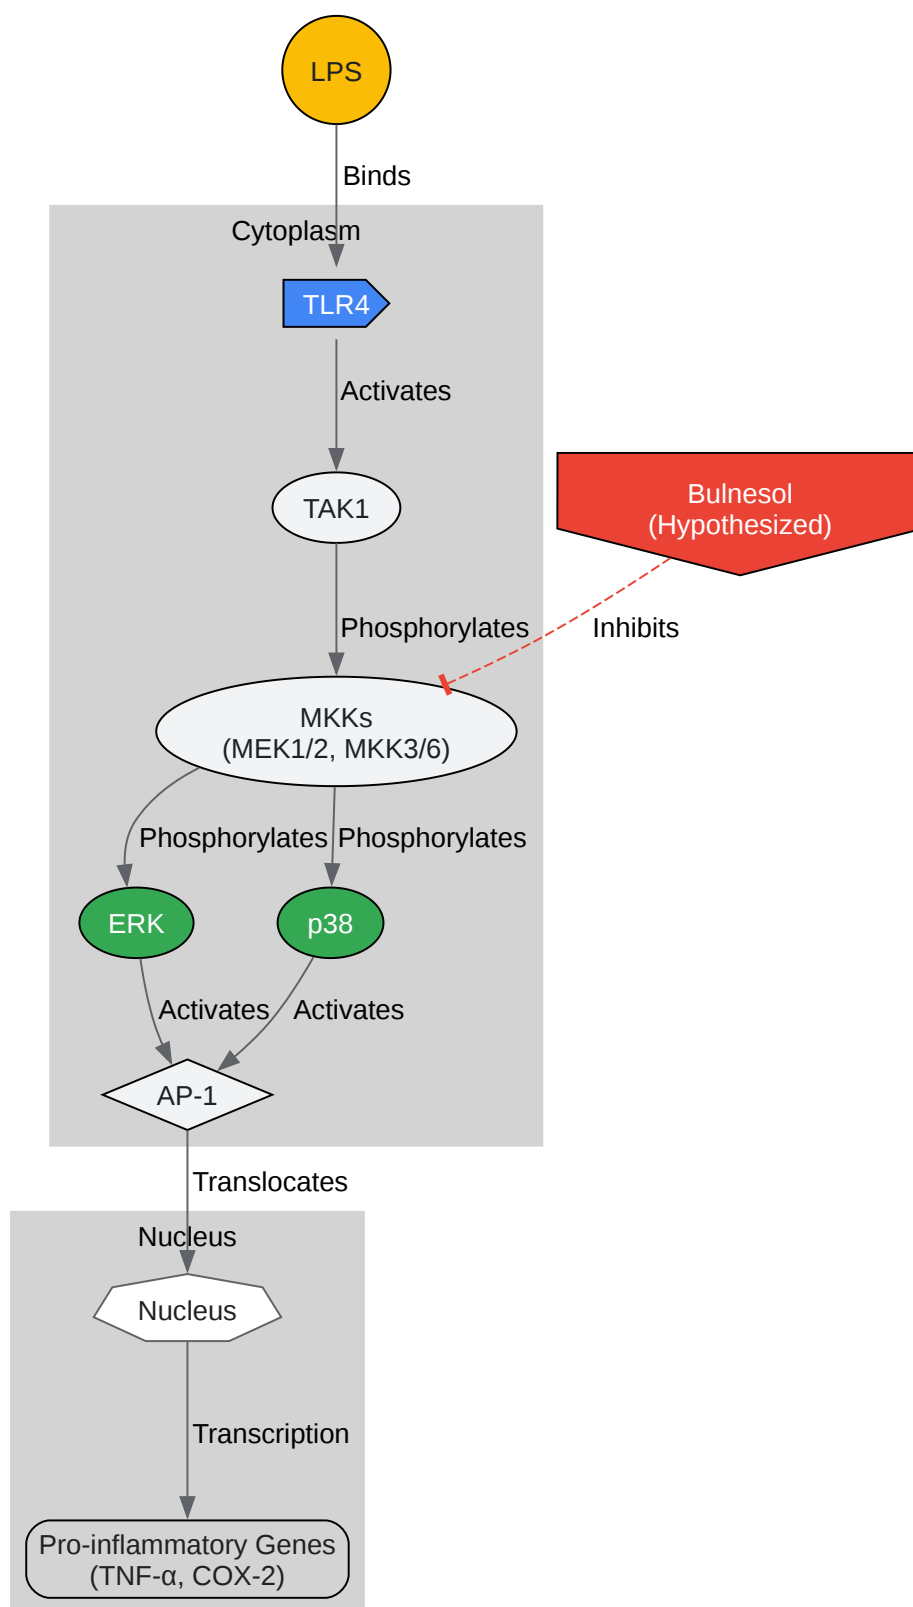 LPS
Binds
Cytoplasm
TLR4
Activates
TAK1
Bulnesol
(Hypothesized)
Phosphorylates
Inhibits
MKKs
(MEK1/2, MKK3/6)
Phosphorylates
Phosphorylates
ERK
p38
Activates
Activates
AP-1
Translocates
Nucleus
Nucleus
Transcription
Pro-inflammatory Genes
(TNF-α, COX-2)